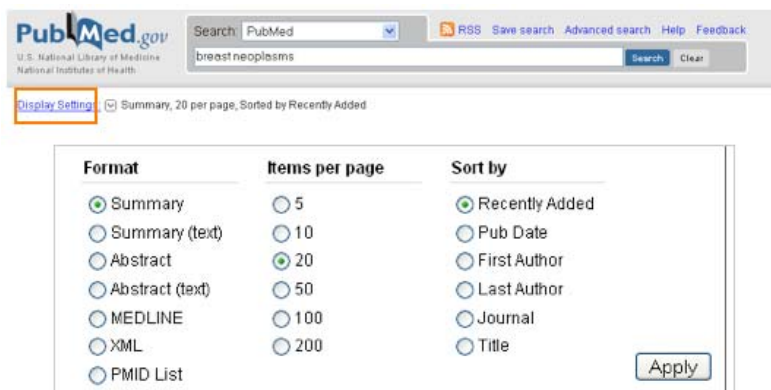 PubMed.gov
U.S. National Library of Medicine
National Institutes of Health
Search: PubMed
RSS Save search Advanced search Help Feedback
breast neoplasms
Search Clear
Display Settings: Summary, 20 per page, Sorted by Recently Added
Format Items per page Sort by
Summary 5 Recently Added
Summary (text) 10 Pub Date
Abstract 20 First Author
Abstract (text) 50 Last Author
MEDLINE 100 Journal
XML 200 Title
PMID List Apply